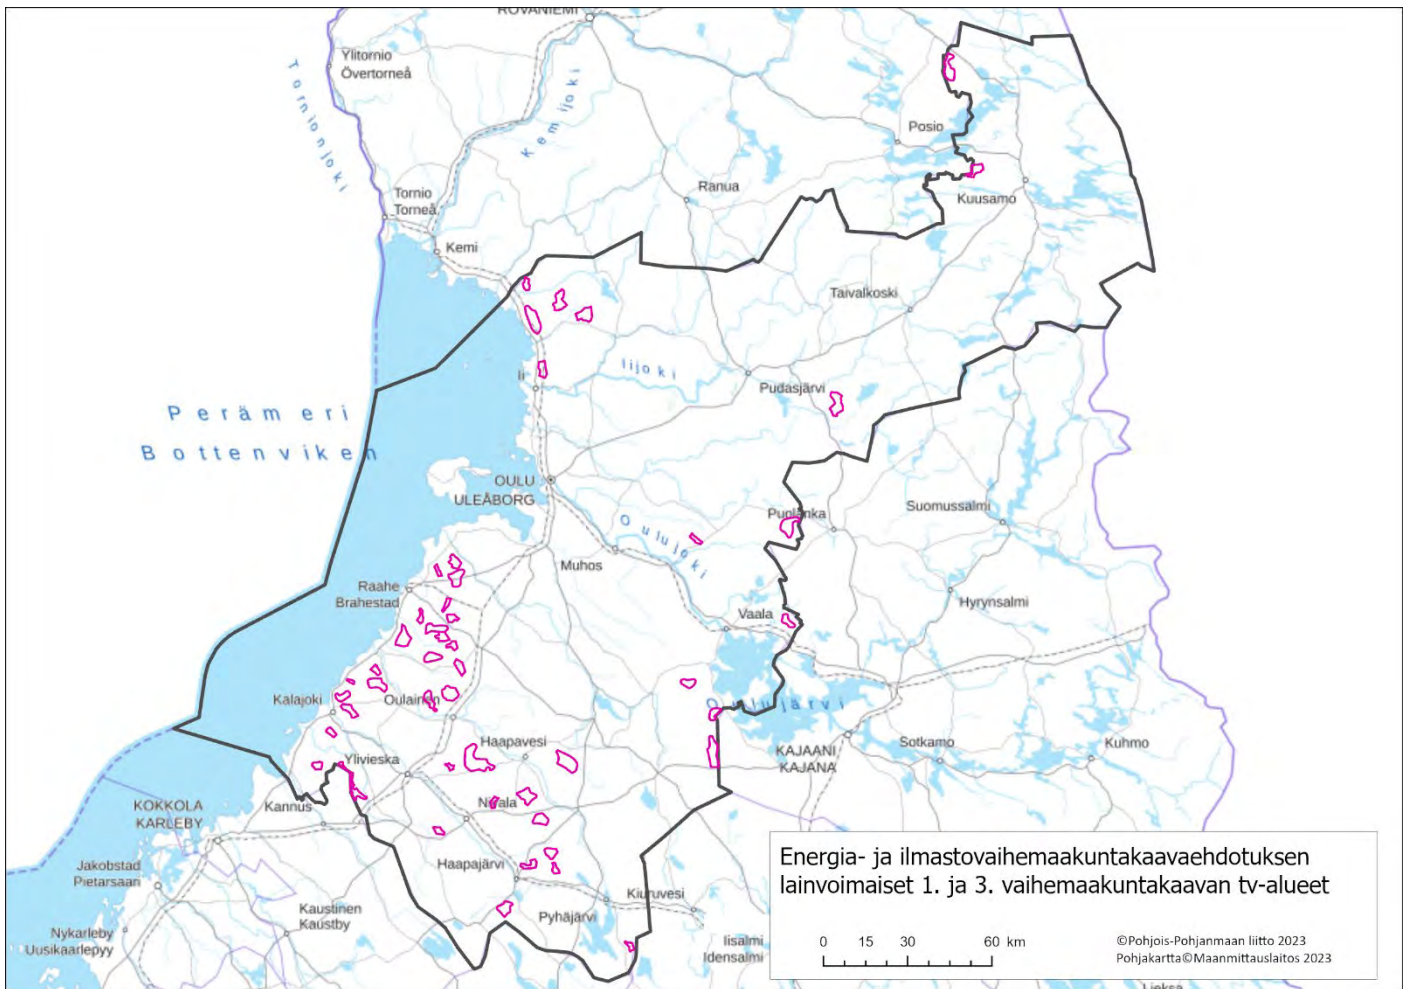 ROVANIEMI
Ylitornio
Övertorneå
Tornionjoki
Kemijoki
Posio
Ranua
Tornio
Torneå
Kuusamo
Kemi
Taivalkoski
Iijoki
Ii
Pudasjärvi
Perämeri
Bottenviken
OULU
ULEÅBORG
Suomussalmi
Puolanka
Oulujoki
Muhos
Raahe
Brahestad
Hyrynsalmi
Vaala
Kalajoki
Oulainen
Oulujärvi
Haapavesi
Sotkamo
Kuhmo
KAJAANI
KAJANA
Ylivieska
Kannus
Nivala
KOKKOLA
KARLEBY
Haapajärvi
Jakobstad
Pietarsaari
Kiuruvesi
Kaustinen
Kaustby
Pyhäjärvi
Nykarleby
Uusikaarlepyy
Iisalmi
Idensalmi
Energia- ja ilmastovaihemaakuntakaavaehdotuksen
lainvoimaiset 1. ja 3. vaihemaakuntakaavan tv-alueet
0 15 30 60 km
©Pohjois-Pohjanmaan liitto 2023
Pohjakartta©Maanmittauslaitos 2023
Lieksa